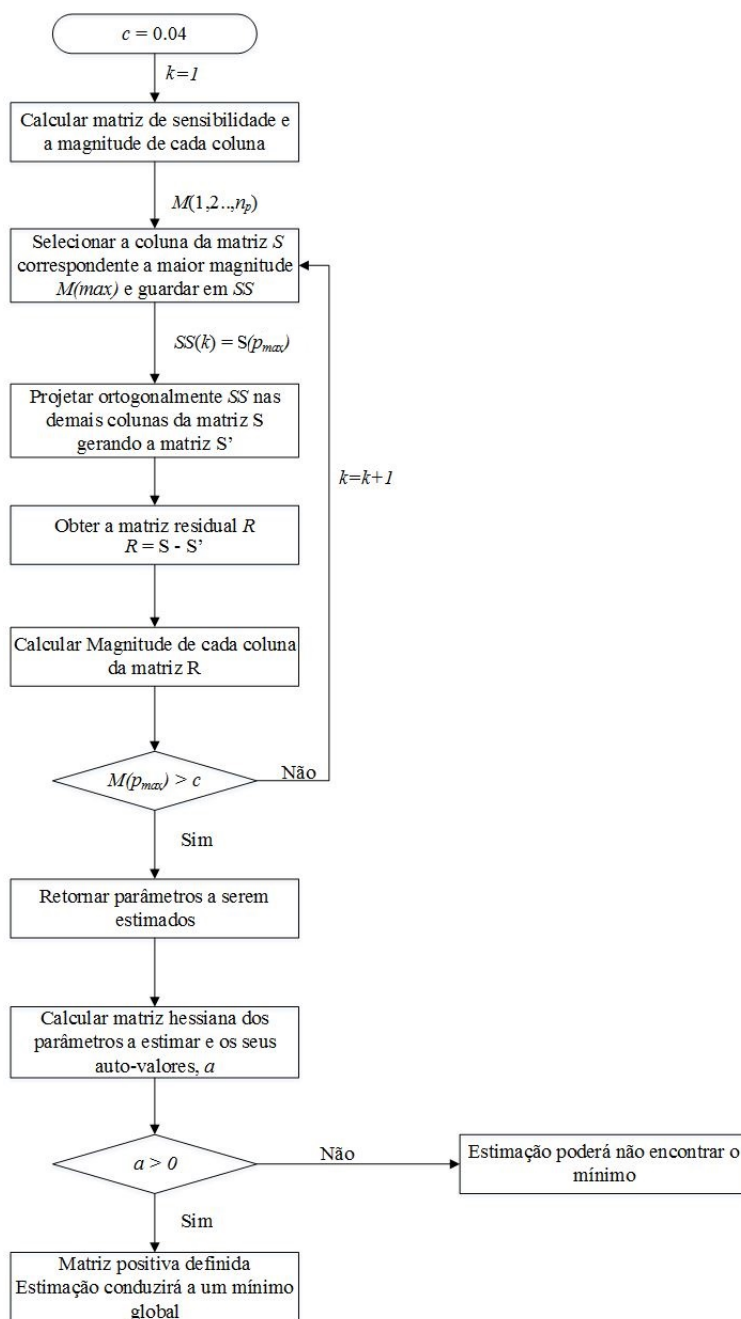 c = 0.04
k=1
Calcular matriz de sensibilidade e
a magnitude de cada coluna
M(1,2..,nₚ)
Selecionar a coluna da matriz S
correspondente a maior magnitude
M(max) e guardar em SS
SS(k) = S(pmax)
Projetar ortogonalmente SS nas
demais colunas da matriz S
gerando a matriz S’
k=k+1
Obter a matriz residual R
R = S - S’
Calcular Magnitude de cada coluna
da matriz R
M(pmax) > c
Não
Sim
Retornar parâmetros a serem
estimados
Calcular matriz hessiana dos
parâmetros a estimar e os seus
auto-valores, a
a > 0
Não
Estimação poderá não encontrar o
mínimo
Sim
Matriz positiva definida
Estimação conduzirá a um mínimo
global